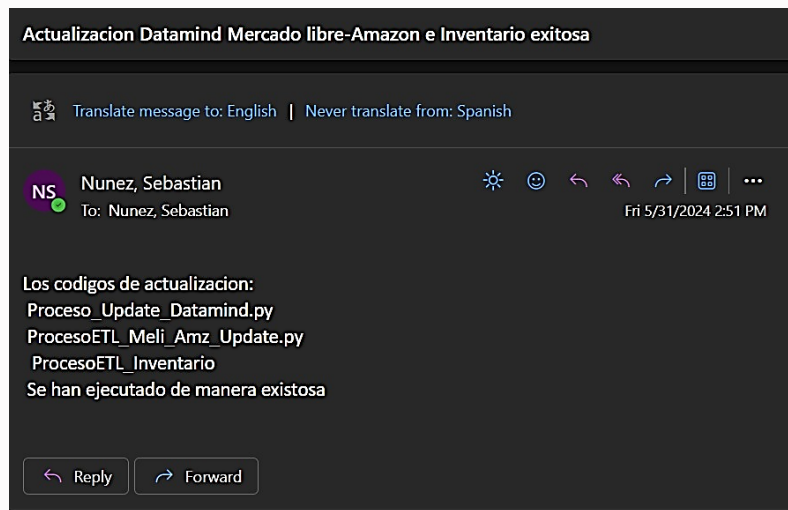 Actualizacion Datamind Mercado libre-Amazon e Inventario exitosa
Translate message to: English | Never translate from: Spanish
NS
Nunez, Sebastian
To: Nunez, Sebastian
Fri 5/31/2024 2:51 PM
Los codigos de actualizacion:
Proceso_Update_Datamind.py
ProcesoETL_Meli_Amz_Update.py
ProcesoETL_Inventario
Se han ejecutado de manera existosa
Reply
Forward